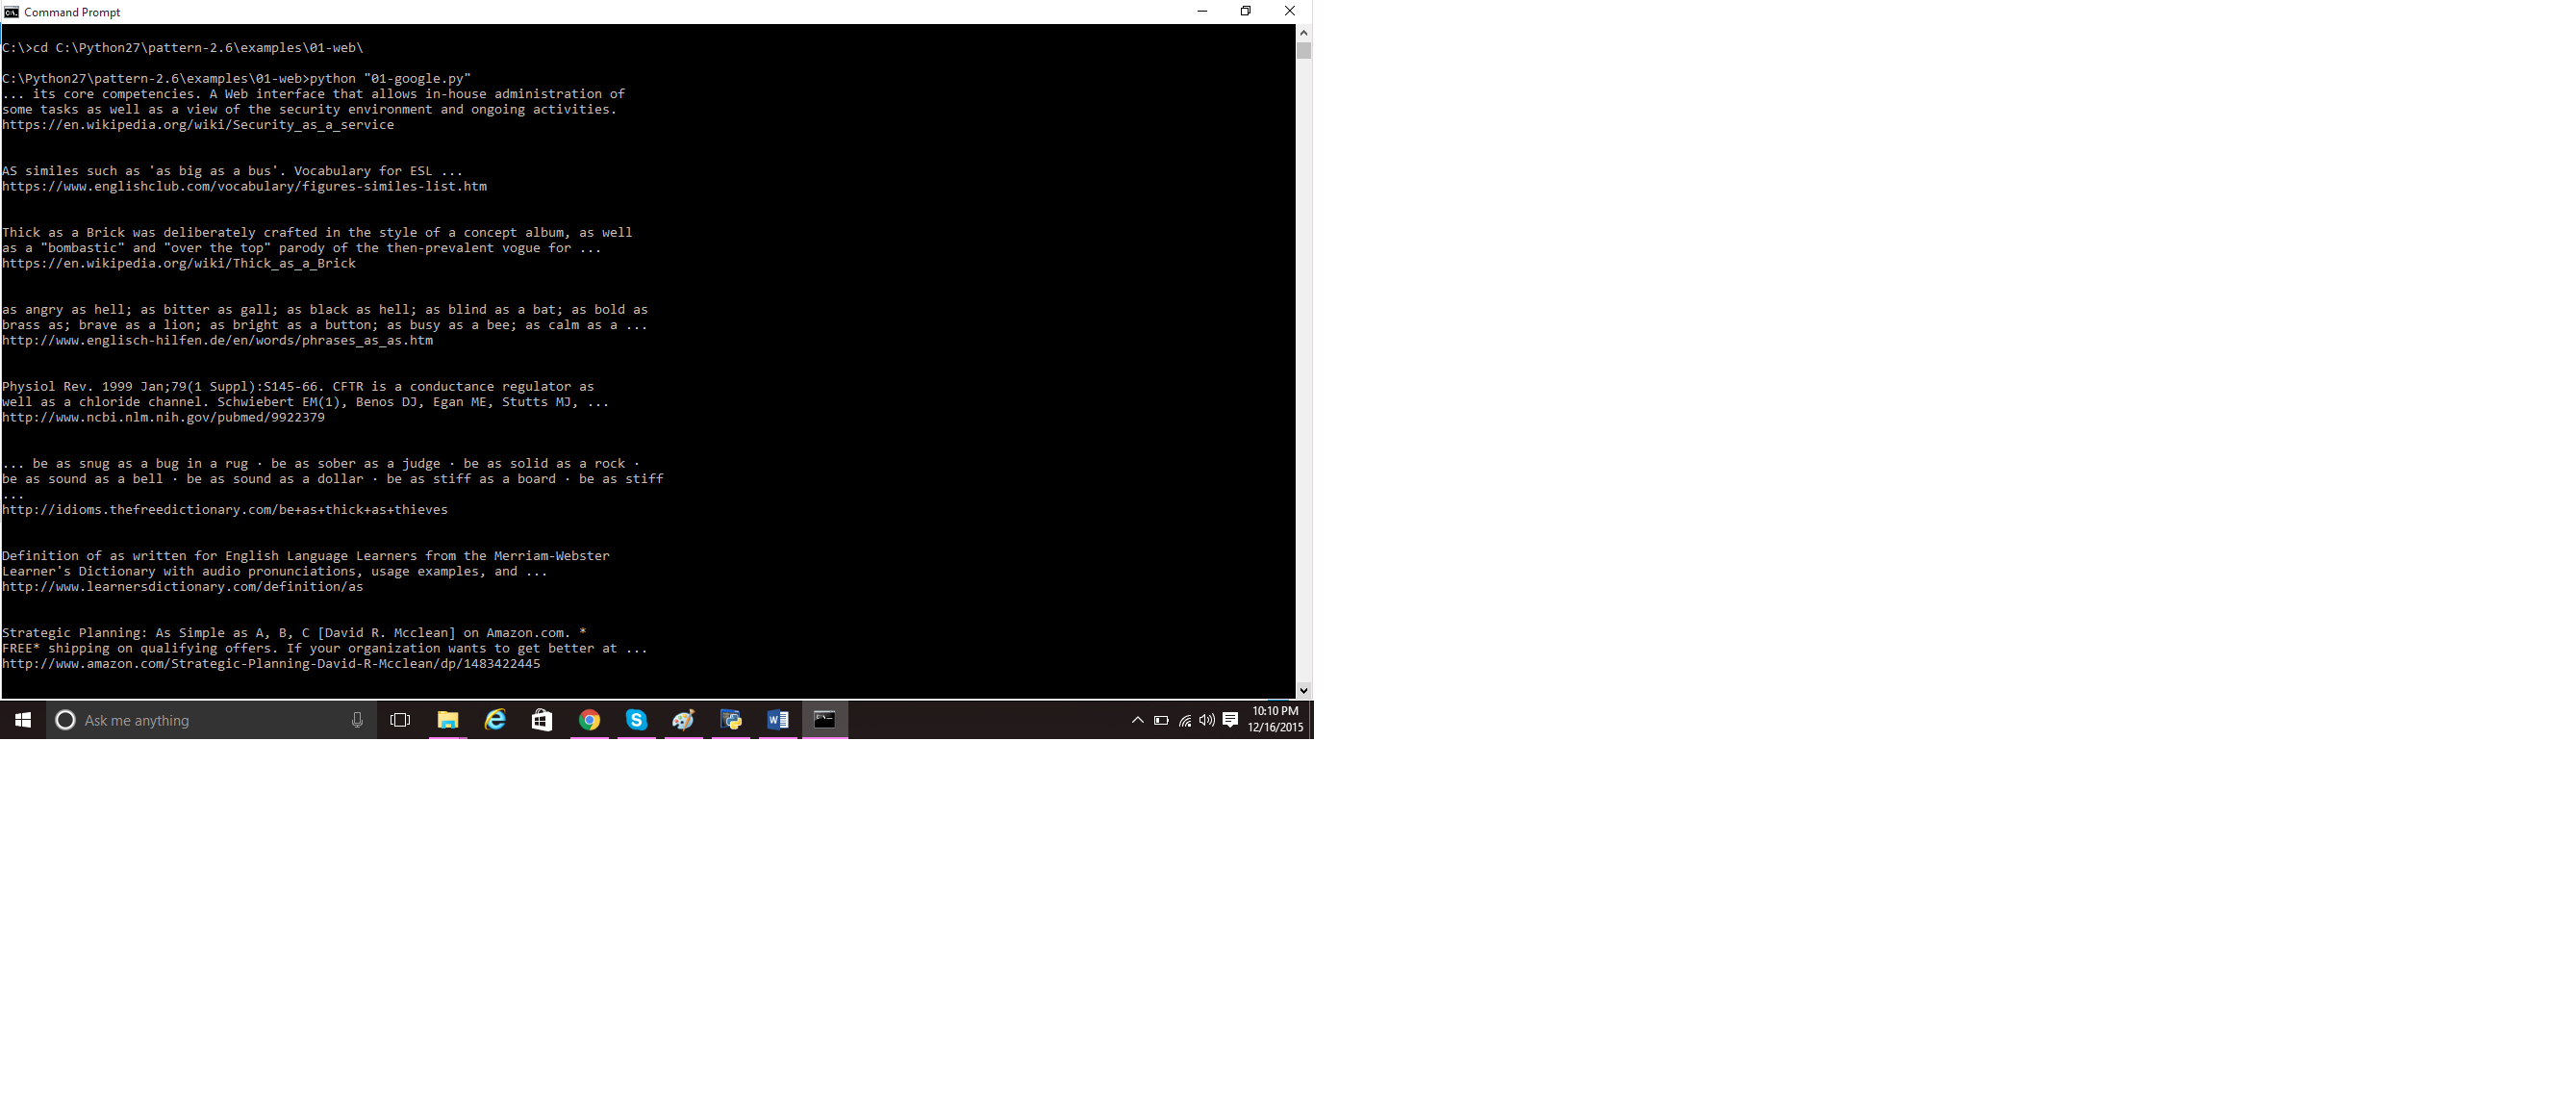 Command Prompt
C:\>cd C:\Python27\pattern-2.6\examples\01-web\
C:\Python27\pattern-2.6\examples\01-web>python "01-google.py"
... its core competencies. A Web interface that allows in-house administration of
some tasks as well as a view of the security environment and ongoing activities.
https://en.wikipedia.org/wiki/Security_as_a_service
AS similes such as 'as big as a bus'. Vocabulary for ESL ...
https://www.englishclub.com/vocabulary/figures-similes-list.htm
Thick as a Brick was deliberately crafted in the style of a concept album, as well
as a "bombastic" and "over the top" parody of the then-prevalent vogue for ...
https://en.wikipedia.org/wiki/Thick_as_a_Brick
as angry as hell; as bitter as gall; as black as hell; as blind as a bat; as bold as
brass as; brave as a lion; as bright as a button; as busy as a bee; as calm as a ...
http://www.englisch-hilfen.de/en/words/phrases_as_as.htm
Physiol Rev. 1999 Jan;79(1 Suppl):S145-66. CFTR is a conductance regulator as
well as a chloride channel. Schwiebert EM(1), Benos DJ, Egan ME, Stutts MJ, ...
http://www.ncbi.nlm.nih.gov/pubmed/9922379
... be as snug as a bug in a rug · be as sober as a judge · be as solid as a rock ·
be as sound as a bell · be as sound as a dollar · be as stiff as a board · be as stiff
...
http://idioms.thefreedictionary.com/be+as+thick+as+thieves
Definition of as written for English Language Learners from the Merriam-Webster
Learner's Dictionary with audio pronunciations, usage examples, and ...
http://www.learnersdictionary.com/definition/as
Strategic Planning: As Simple as A, B, C [David R. Mcclean] on Amazon.com. *
FREE* shipping on qualifying offers. If your organization wants to get better at ...
http://www.amazon.com/Strategic-Planning-David-R-Mcclean/dp/1483422445
Ask me anything
10:10 PM
12/16/2015